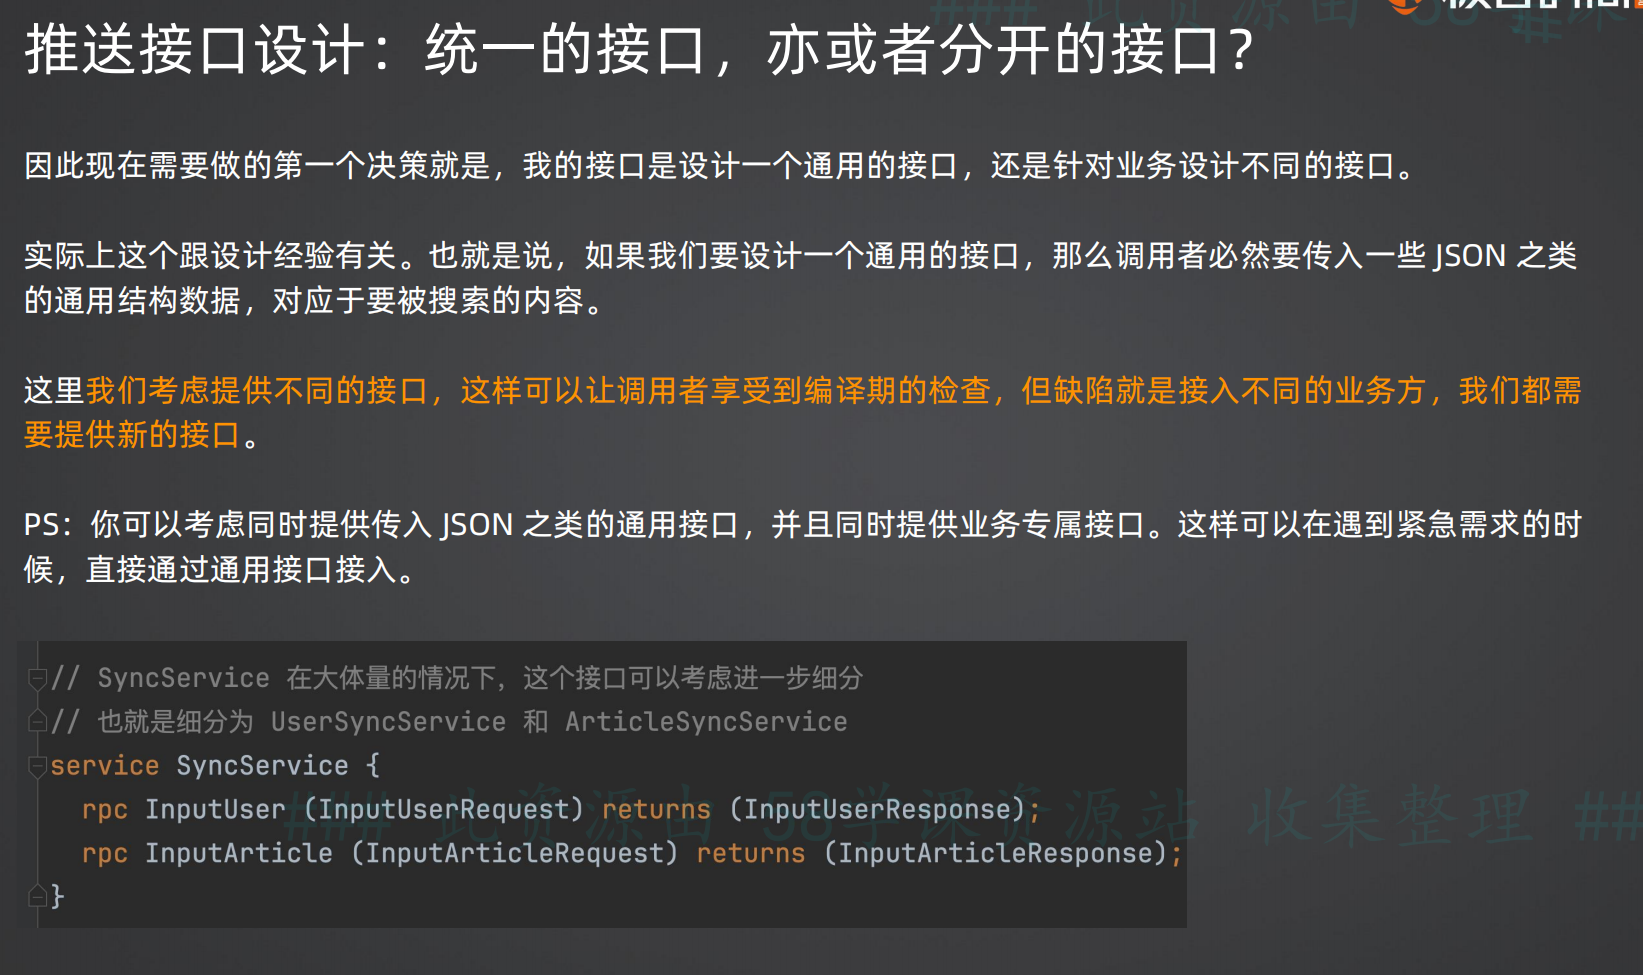 推送接口设计：统一的接口，亦或者分开的接口？
因此现在需要做的第一个决策就是，我的接口是设计一个通用的接口，还是针对业务设计不同的接口。
实际上这个跟设计经验有关。也就是说，如果我们要设计一个通用的接口，那么调用者必然要传入一些 JSON 之类
的通用结构数据，对应于要被搜索的内容。
这里我们考虑提供不同的接口，这样可以让调用者享受到编译期的检查，但缺陷就是接入不同的业务方，我们都需
要提供新的接口。
PS：你可以考虑同时提供传入 JSON 之类的通用接口，并且同时提供业务专属接口。这样可以在遇到紧急需求的时
候，直接通过通用接口接入。
// SyncService 在大体量的情况下，这个接口可以考虑进一步细分
// 也就是细分为 UserSyncService 和 ArticleSyncService
service SyncService {
rpc InputUser (InputUserRequest) returns (InputUserResponse);
### 此资源由 58学课资源站 收集整理 ##
rpc InputArticle (InputArticleRequest) returns (InputArticleResponse);
}